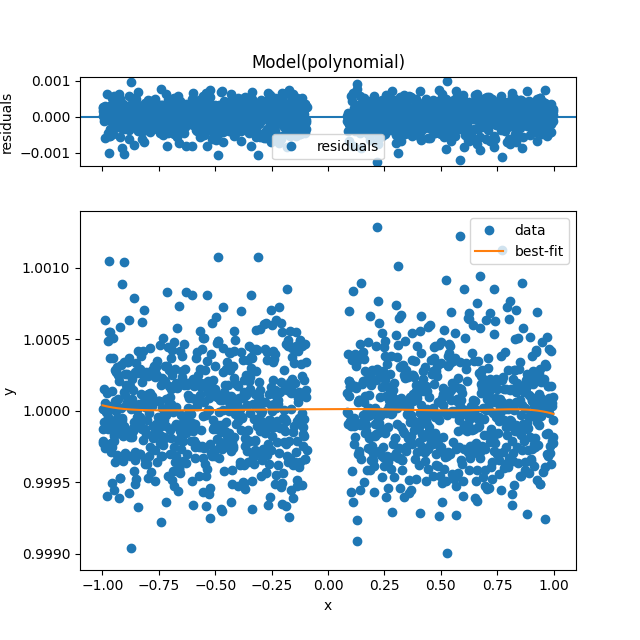 Model(polynomial)
0.001
0.000
−0.001
residuals
residuals
data
best-fit
1.0010
1.0005
1.0000
0.9995
0.9990
y
−1.00 −0.75 −0.50 −0.25 0.00 0.25 0.50 0.75 1.00
x